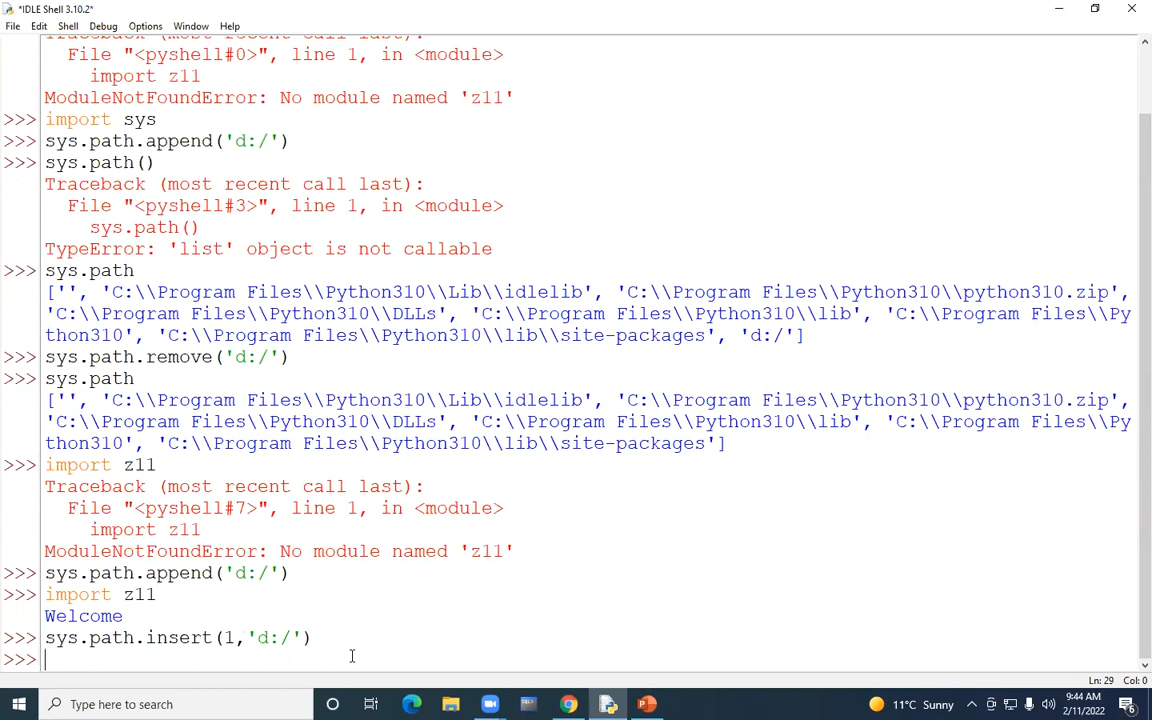 *IDLE Shell 3.10.2*
File Edit Shell Debug Options Window Help
Traceback (most recent call last):
File "<pyshell#0>", line 1, in <module>
import z11
ModuleNotFoundError: No module named 'z11'
>>> import sys
>>> sys.path.append('d:/')
>>> sys.path()
Traceback (most recent call last):
File "<pyshell#3>", line 1, in <module>
sys.path()
TypeError: 'list' object is not callable
>>> sys.path
['', 'C:\\Program Files\\Python310\\Lib\\idlelib', 'C:\\Program Files\\Python310\\python310.zip',
'C:\\Program Files\\Python310\\DLLs', 'C:\\Program Files\\Python310\\lib', 'C:\\Program Files\\Py
thon310', 'C:\\Program Files\\Python310\\lib\\site-packages', 'd:/']
>>> sys.path.remove('d:/')
>>> sys.path
['', 'C:\\Program Files\\Python310\\Lib\\idlelib', 'C:\\Program Files\\Python310\\python310.zip',
'C:\\Program Files\\Python310\\DLLs', 'C:\\Program Files\\Python310\\lib', 'C:\\Program Files\\Py
thon310', 'C:\\Program Files\\Python310\\lib\\site-packages']
>>> import z11
Traceback (most recent call last):
File "<pyshell#7>", line 1, in <module>
import z11
ModuleNotFoundError: No module named 'z11'
>>> sys.path.append('d:/')
>>> import z11
Welcome
>>> sys.path.insert(1,'d:/')
>>>
Ln: 29 Col: 0
Type here to search
11°C Sunny
9:44 AM
2/11/2022
6